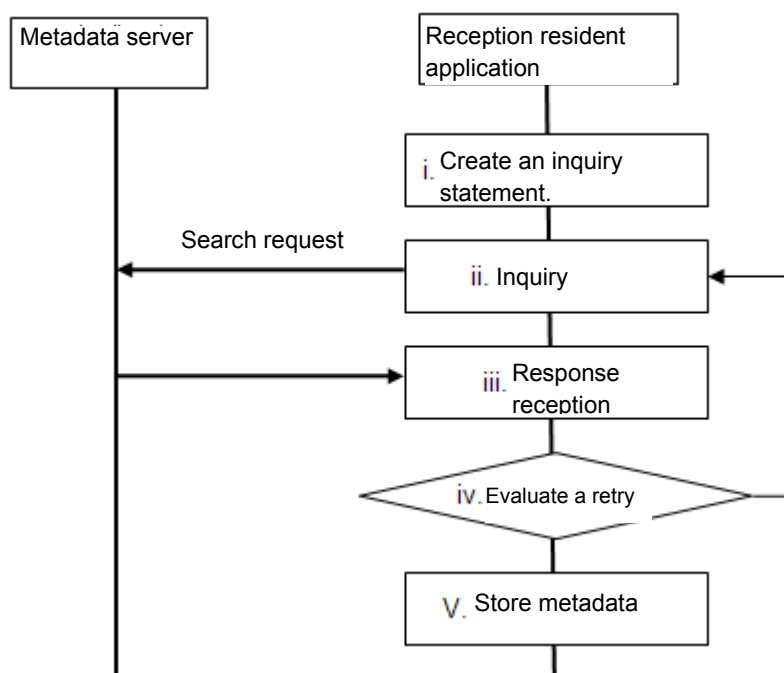 Metadata server
Reception resident
application
i. Create an inquiry
statement.
Search request
ii. Inquiry
iii. Response
reception
iv. Evaluate a retry
V. Store metadata